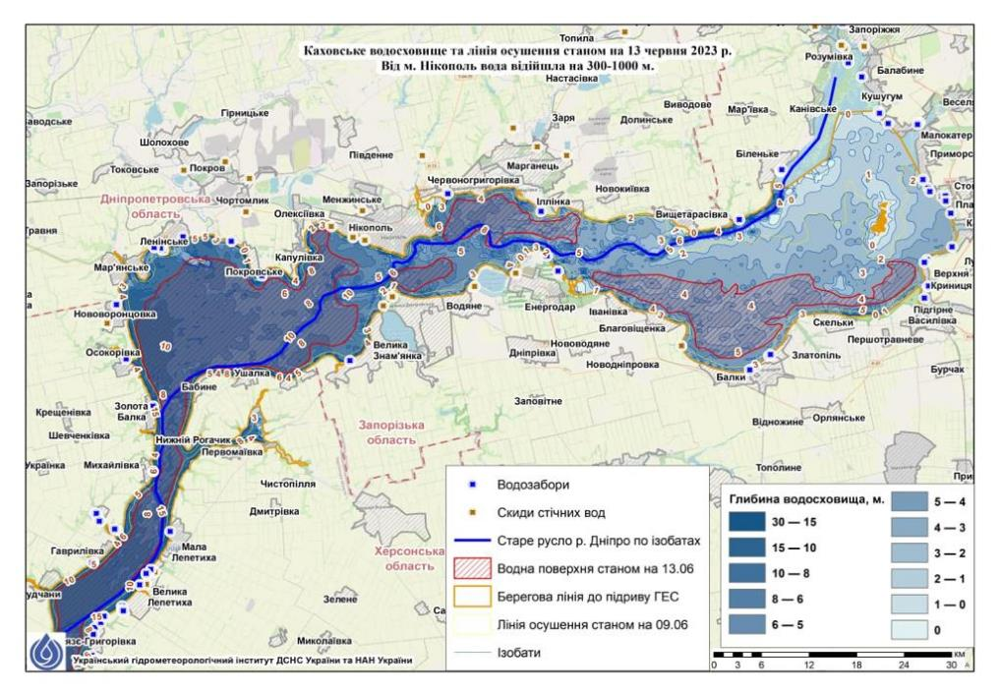 Каховське водосховище та лінія осушення станом на 13 червня 2023 р.
Від м. Нікополь вода відійшла на 300-1000 м.
Топила
Запоріжжя
Розумівка
Балабине
Настасівка
Кушугум
Виводове
Мар'ївка
Канівське
Гірницьке
Заря
Долинське
Малокатер
Шолохове
Південне
Біленьке
Марганець
Токовське
Покров
Червоногригорівка
Новокиївка
Запорізьке
Дніпропетровська
область
Чортомлик
Менжинське
Іллінка
Вищетарасівка
Олексіївка
Нікополь
Ленінське
Капулівка
Мар'янське
Покровське
Верхня
Криниця
Нововоронцовка
Водяне
Енергодар
Іванівка
Підгірне
Василівка
Благовіщенка
Скельки
Першотравневе
Осокорівка
Велика
Знам'янка
Дніпровка
Нововодяне
Новодніпровка
Златопіль
Ушалка
Балки
Бурчак
Бабине
Золота
Балка
Заповітне
Крещенівка
Шевченківка
Запорізька
область
Відножине
Орлянське
Нижній Рогачик
Первомаївка
Українка
Михайлівка
Чистопілля
Тополине
Дмитрівка
Гаврилівка
Мала
Лепетиха
Херсонська
область
Велика
Лепетиха
Зелене
Миколаївка
Водозабори
Скиди стічних вод
Старе русло р. Дніпро по ізобатах
Водна поверхня станом на 13.06
Берегова лінія до підриву ГЕС
Лінія осушення станом на 09.06
Ізобати
Глибина водосховища, м.
30 — 15
15 — 10
10 — 8
8 — 6
6 — 5
5 — 4
4 — 3
3 — 2
2 — 1
1 — 0
0
км
0 3 6 12 18 24 30
Український гідрометеорологічний інститут ДСНС України та НАН України